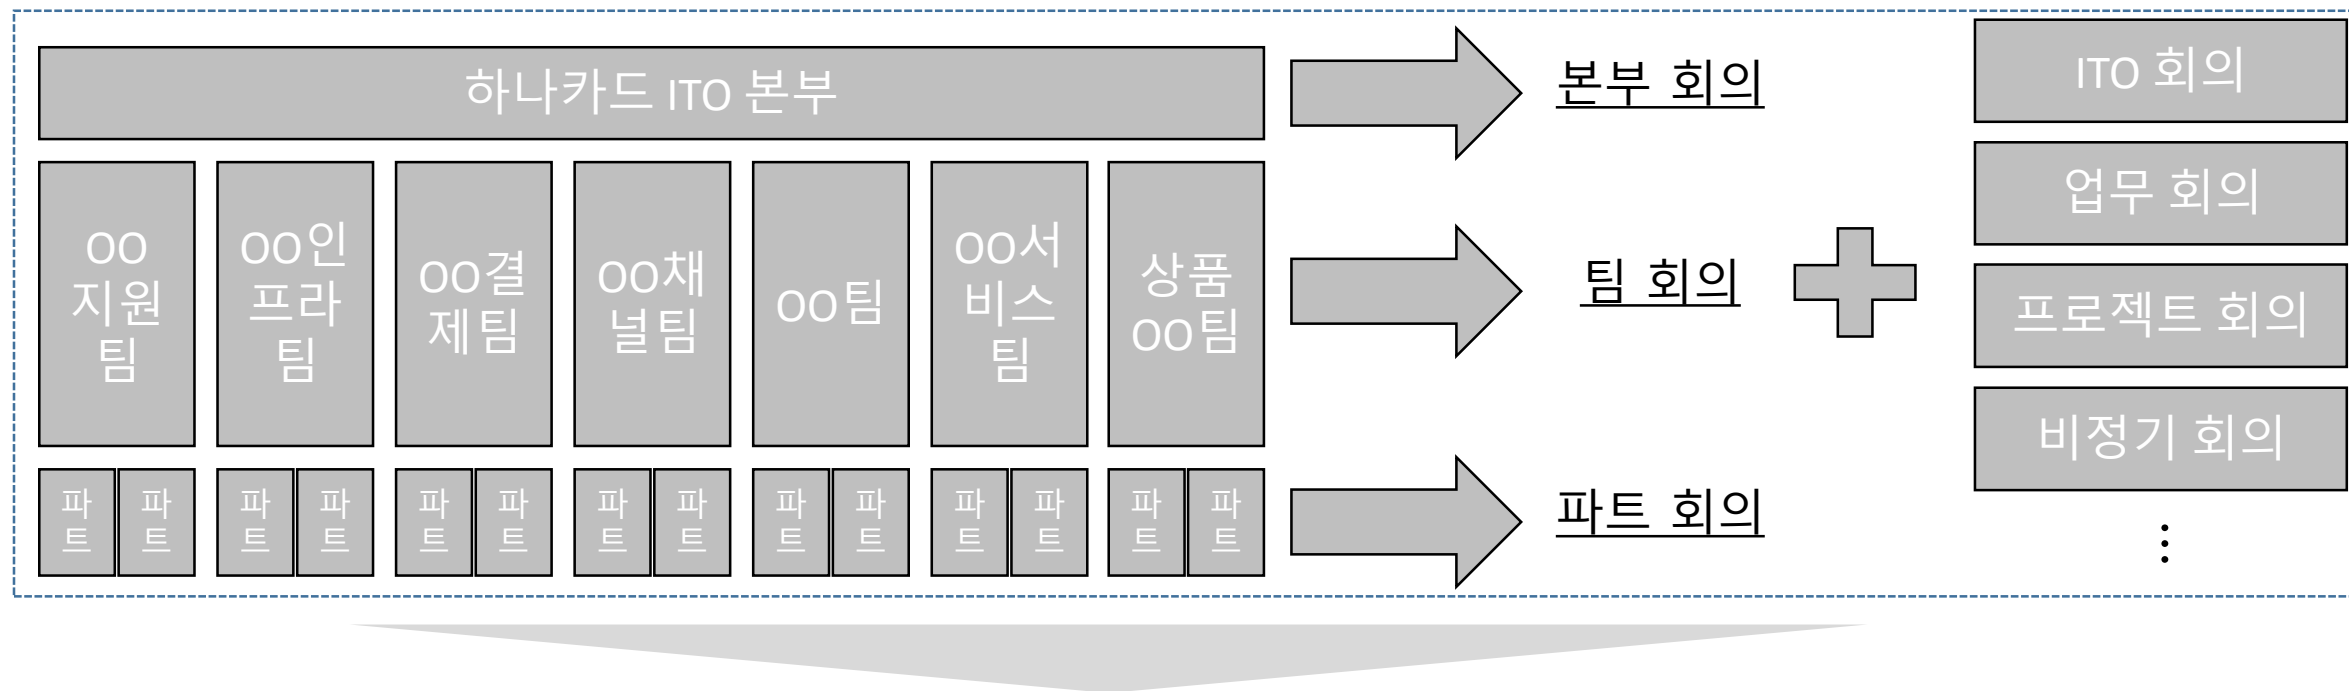 하나카드 ITO 본부
본부 회의
ITO 회의
업무 회의
프로젝트 회의
비정기 회의
⋮
OO
지원
팀
OO인
프라
팀
OO결
제팀
OO채
널팀
OO팀
OO서
비스
팀
상품
OO팀
팀 회의
파
트
파
트
파
트
파
트
파
트
파
트
파
트
파
트
파
트
파
트
파
트
파
트
파
트
파
트
파트 회의